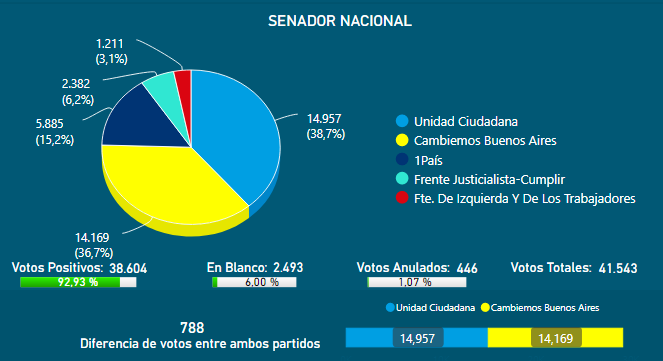 SENADOR NACIONAL
1.211
(3,1%)
2.382
(6,2%)
5.885
(15,2%)
14.957
(38,7%)
14.169
(36,7%)
Unidad Ciudadana
Cambiemos Buenos Aires
1País
Frente Justicialista-Cumplir
Fte. De Izquierda Y De Los Trabajadores
Votos Positivos: 38.604
92,93 %
En Blanco: 2.493
6,00 %
Votos Anulados: 446
1,07 %
Votos Totales: 41.543
Unidad Ciudadana Cambiemos Buenos Aires
788
Diferencia de votos entre ambos partidos
14,957 14,169